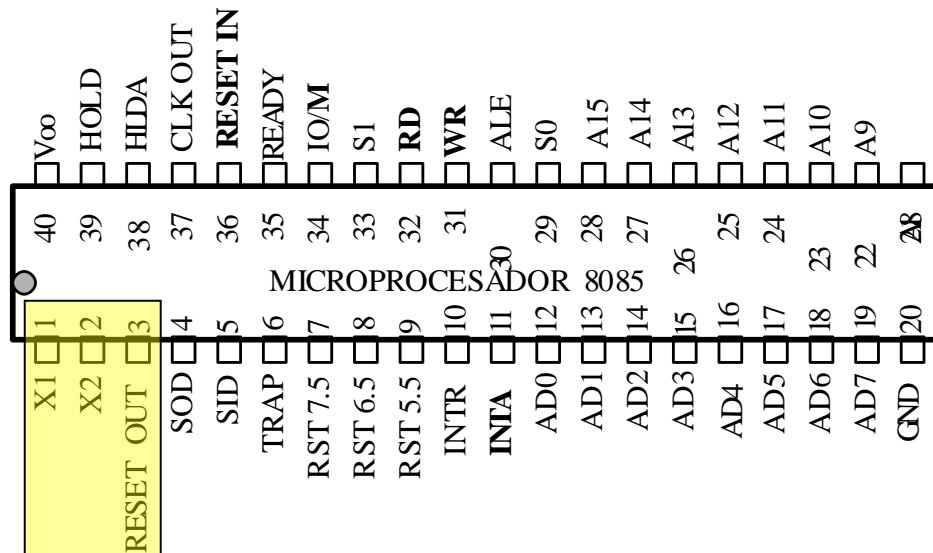 Vcc
HOLD
HLDA
CLK OUT
RESET IN
READY
IO/M
S1
RD
WR
ALE
S0
A15
A14
A13
A12
A11
A10
A9
40
39
38
37
36
35
34
33
32
31
30
29
28
27
26
25
24
23
22
MICROPROCESADOR 8085
1
2
3
4
5
6
7
8
9
10
11
12
13
14
15
16
17
18
19
20
X1
X2
RESET OUT
SOD
SID
TRAP
RST 7.5
RST 6.5
RST 5.5
INTR
INTA
AD0
AD1
AD2
AD3
AD4
AD5
AD6
AD7
GND